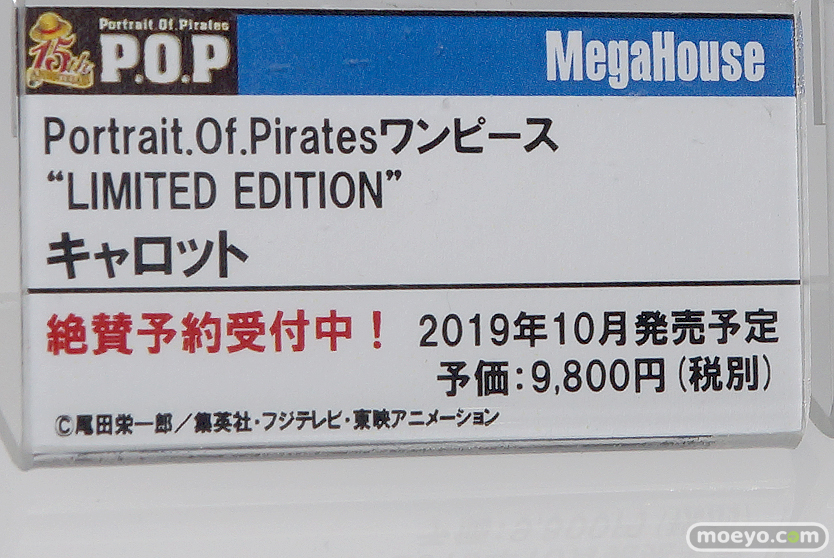 Portrait.Of.Pirates
15th P.O.P
MegaHouse
Portrait.Of.Piratesワンピース
“LIMITED EDITION”
キャロット
絶賛予約受付中！ 2019年10月発売予定
予価:9,800円(税別)
©尾田栄一郎／集英社・フジテレビ・東映アニメーション
moeyo.com